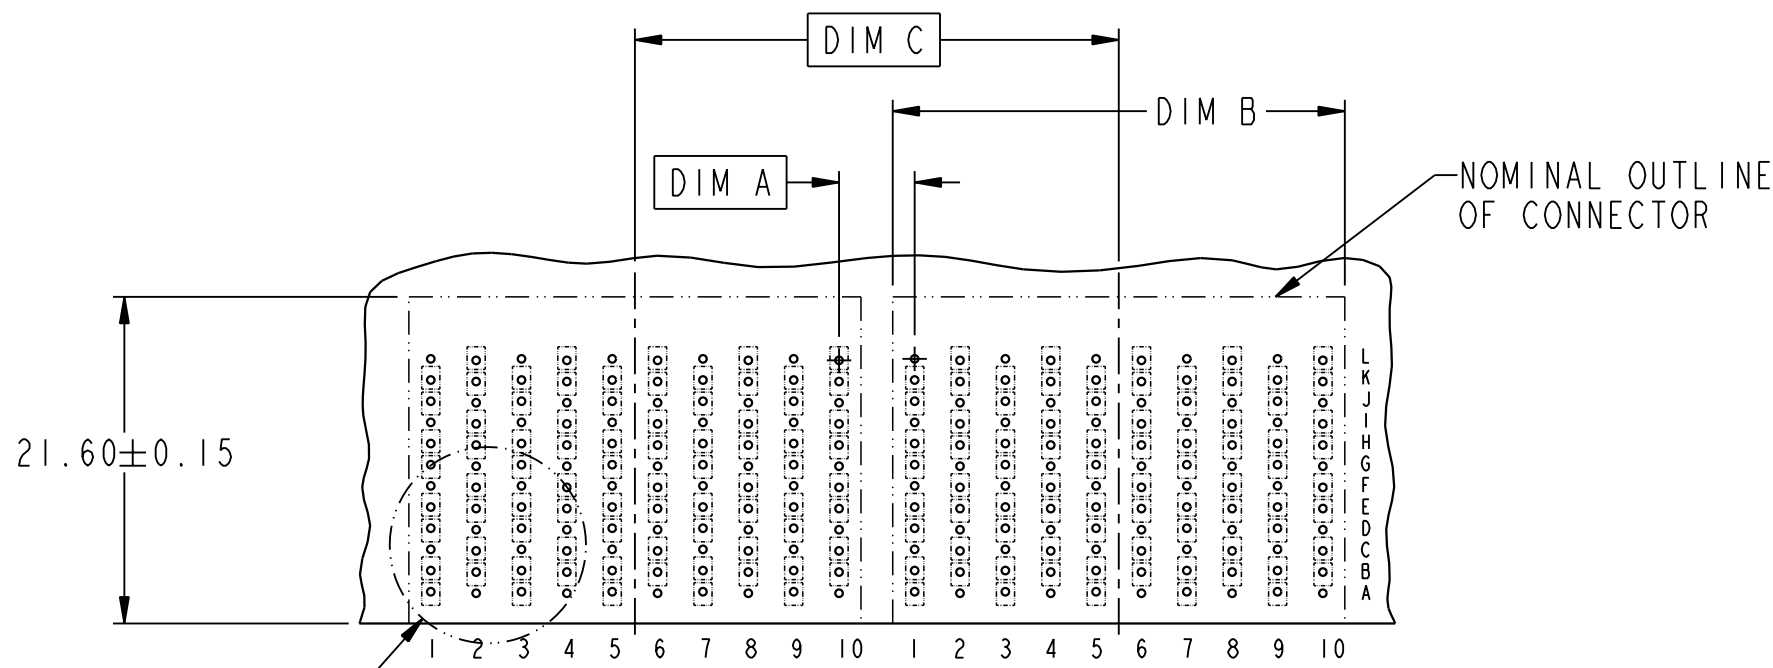 DIM C
DIM B
DIM A
NOMINAL OUTLINE
OF CONNECTOR
21.60±0.15
L
K
J
I
H
G
F
E
D
C
B
A
1 2 3 4 5 6 7 8 9 10 1 2 3 4 5 6 7 8 9 10